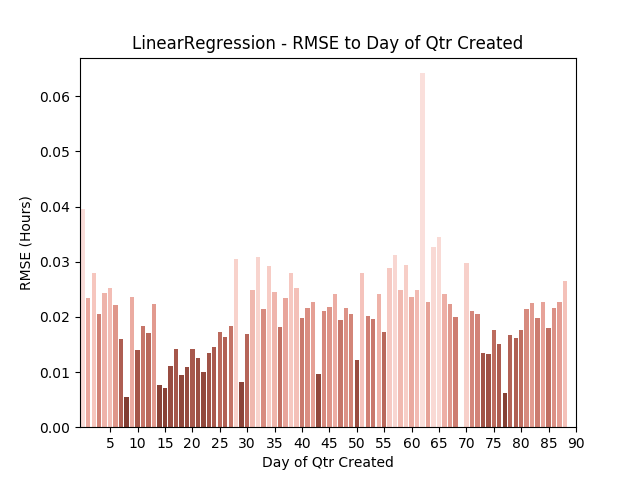 LinearRegression - RMSE to Day of Qtr Created
0.06
0.05
0.04
0.03
0.02
0.01
0.00
RMSE (Hours)
5 10 15 20 25 30 35 40 45 50 55 60 65 70 75 80 85 90
Day of Qtr Created